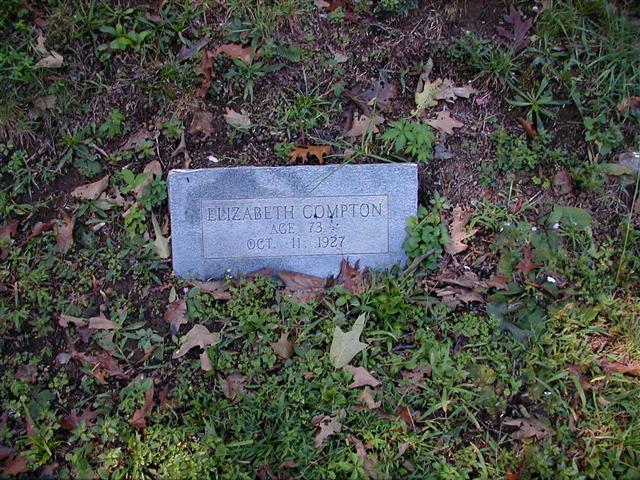 ELIZABETH COMPTON
AGE 73
OCT. 11, 1927